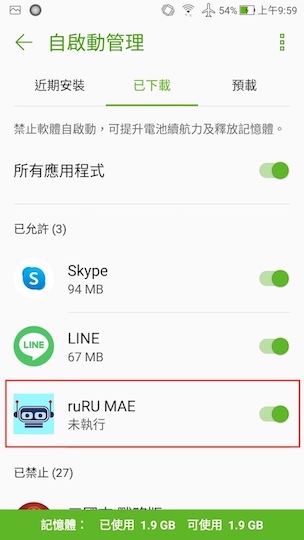 54% 上午9:59
自啟動管理
近期安裝 已下載 預載
禁止軟體自啟動，可提升電池續航力及釋放記憶體。
所有應用程式
已允許 (3)
Skype
94 MB
LINE
LINE
67 MB
ruRU MAE
未執行
已禁止 (27)
記憶體： 已使用 1.9 GB 可使用 1.9 GB